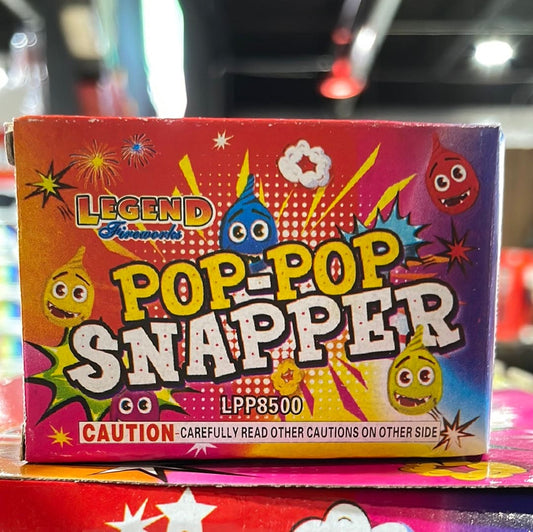 LEGEND
Fireworks
POP-POP
SNAPPER
LPP8500
CAUTION-CAREFULLY READ OTHER CAUTIONS ON OTHER SIDE